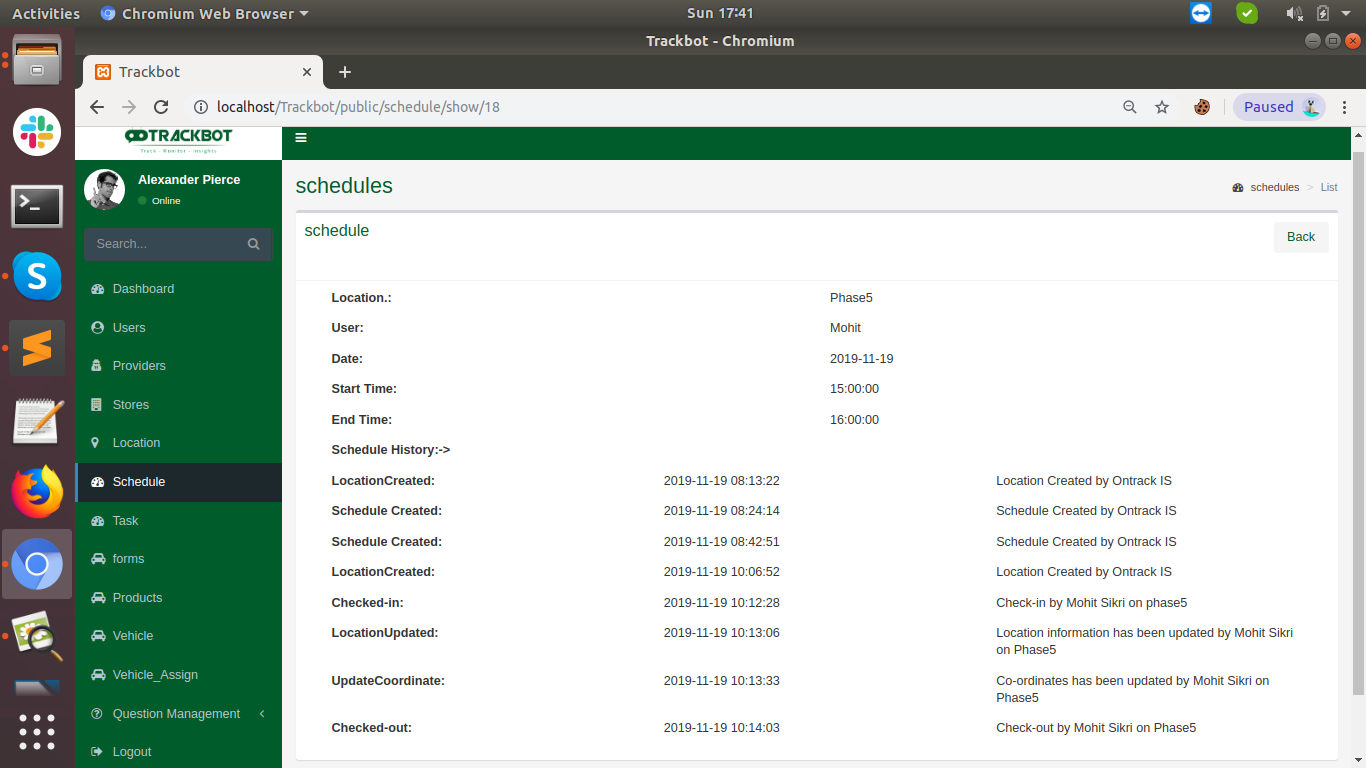 Activities Chromium Web Browser Sun 17:41
Trackbot - Chromium
Trackbot
localhost/Trackbot/public/schedule/show/18 Paused
TRACKBOT
Track - Monitor - Insights
Alexander Pierce
Online
Search...
Dashboard
Users
Providers
Stores
Location
Schedule
Task
forms
Products
Vehicle
Vehicle_Assign
Question Management
Logout
schedules
schedules > List
schedule
Back
Location.: Phase5
User: Mohit
Date: 2019-11-19
Start Time: 15:00:00
End Time: 16:00:00
Schedule History:->
LocationCreated: 2019-11-19 08:13:22 Location Created by Ontrack IS
Schedule Created: 2019-11-19 08:24:14 Schedule Created by Ontrack IS
Schedule Created: 2019-11-19 08:42:51 Schedule Created by Ontrack IS
LocationCreated: 2019-11-19 10:06:52 Location Created by Ontrack IS
Checked-in: 2019-11-19 10:12:28 Check-in by Mohit Sikri on phase5
LocationUpdated: 2019-11-19 10:13:06 Location information has been updated by Mohit Sikri
on Phase5
UpdateCoordinate: 2019-11-19 10:13:33 Co-ordinates has been updated by Mohit Sikri on
Phase5
Checked-out: 2019-11-19 10:14:03 Check-out by Mohit Sikri on Phase5